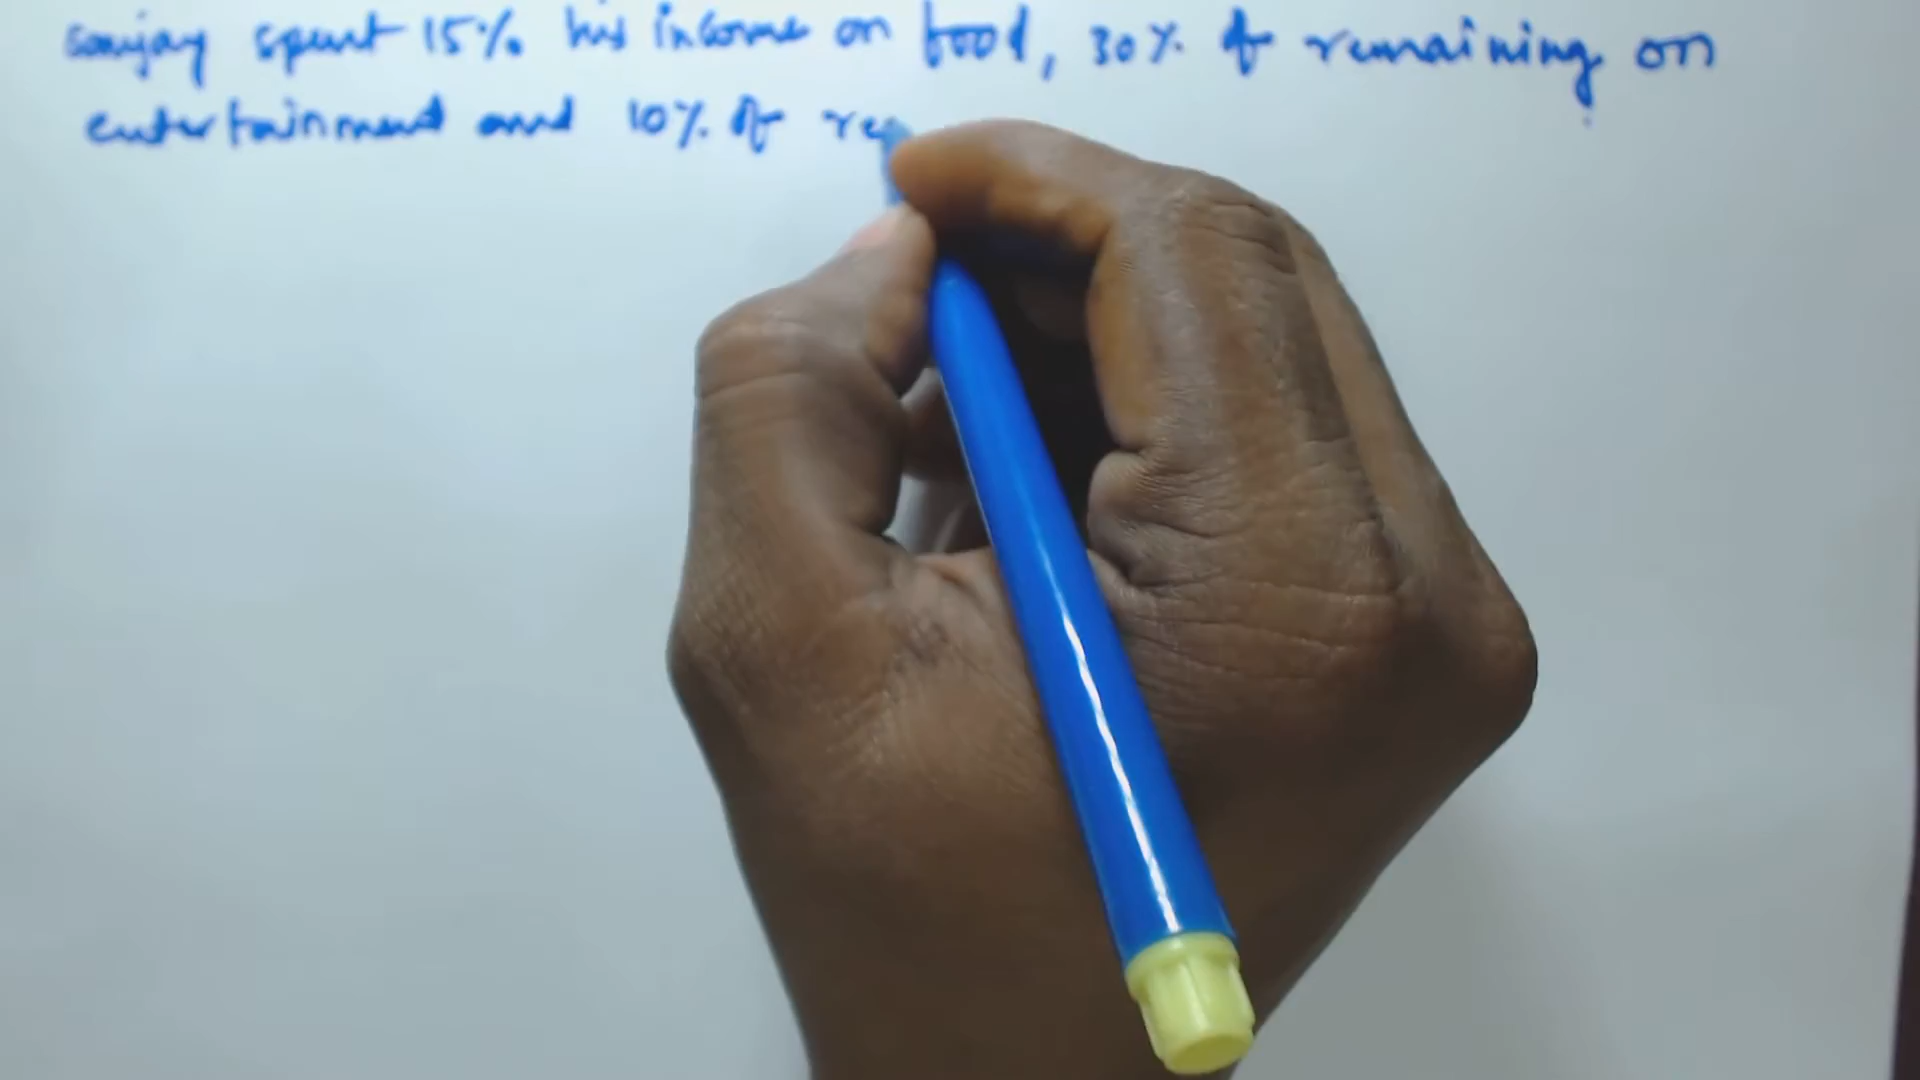 sanjay spent 15% his income on food, 30% of remaining on
entertainment and 10% of re